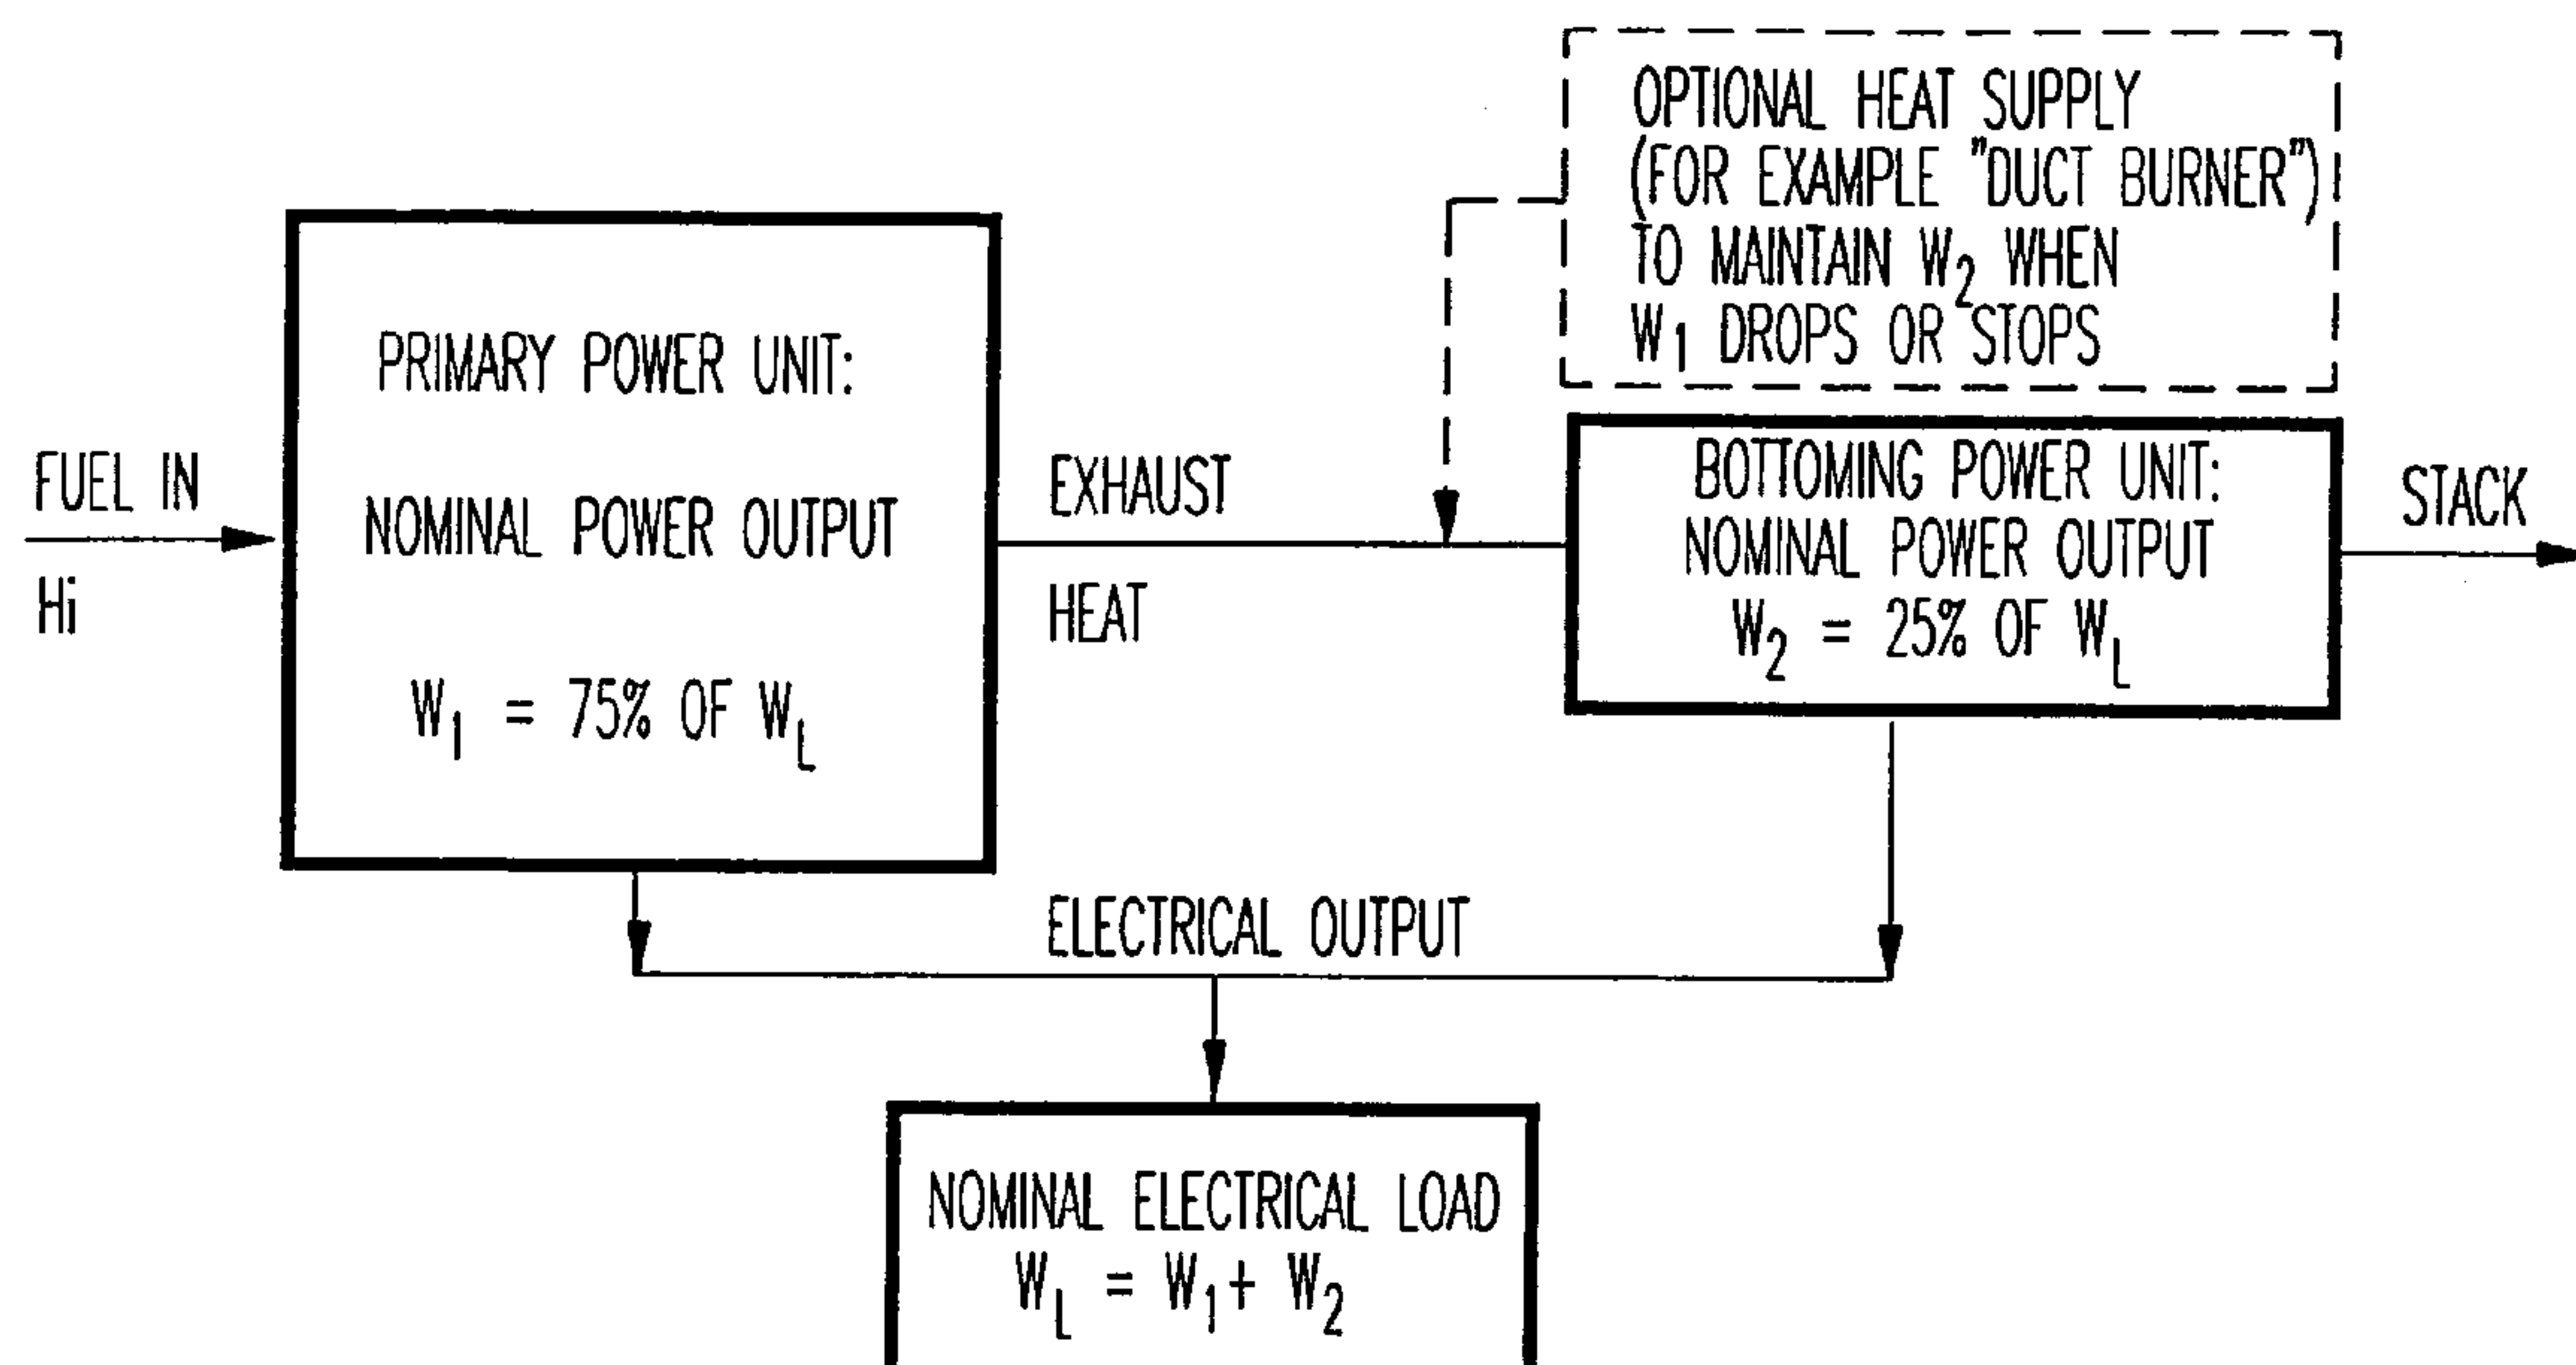 OPTIONAL HEAT SUPPLY
(FOR EXAMPLE "DUCT BURNER")
TO MAINTAIN W2 WHEN
W1 DROPS OR STOPS
PRIMARY POWER UNIT:
NOMINAL POWER OUTPUT
W1 = 75% OF WL
FUEL IN
Hi
EXHAUST
HEAT
BOTTOMING POWER UNIT:
NOMINAL POWER OUTPUT
W2 = 25% OF WL
STACK
ELECTRICAL OUTPUT
NOMINAL ELECTRICAL LOAD
WL = W1+ W2